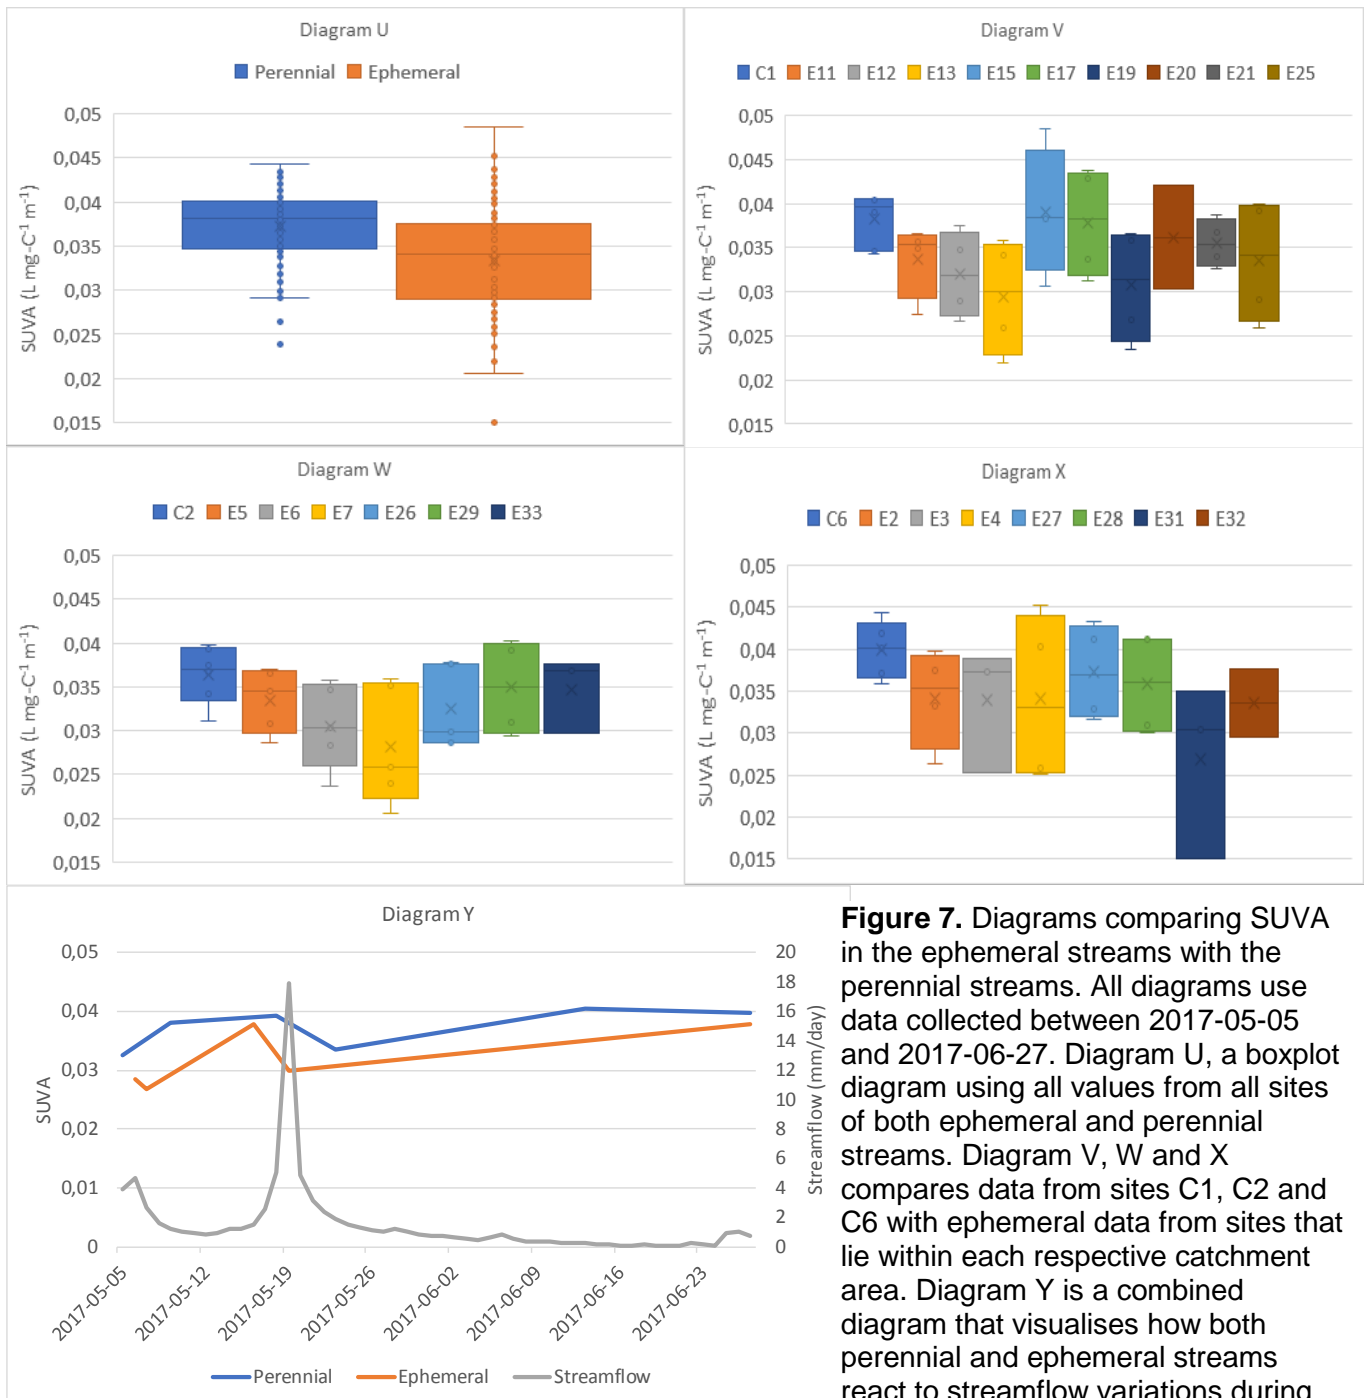 Diagram U
Perennial Ephemeral
0,05
0,045
0,04
0,035
0,03
0,025
0,02
0,015
SUVA (L mg-C⁻¹ m⁻¹)
Diagram V
C1 E11 E12 E13 E15 E17 E19 E20 E21 E25
0,05
0,045
0,04
0,035
0,03
0,025
0,02
0,015
SUVA (L mg-C⁻¹ m⁻¹)
Diagram W
C2 E5 E6 E7 E26 E29 E33
0,05
0,045
0,04
0,035
0,03
0,025
0,02
0,015
SUVA (L mg-C⁻¹ m⁻¹)
Diagram X
C6 E2 E3 E4 E27 E28 E31 E32
0,05
0,045
0,04
0,035
0,03
0,025
0,02
0,015
SUVA (L mg-C⁻¹ m⁻¹)
Diagram Y
0,05
0,04
0,03
0,02
0,01
0
SUVA
20
18
16
14
12
10
8
6
4
2
0
Streamflow (mm/day)
2017-05-05
2017-05-12
2017-05-19
2017-05-26
2017-06-02
2017-06-09
2017-06-16
2017-06-23
Perennial Ephemeral Streamflow
Figure 7. Diagrams comparing SUVA
in the ephemeral streams with the
perennial streams. All diagrams use
data collected between 2017-05-05
and 2017-06-27. Diagram U, a boxplot
diagram using all values from all sites
of both ephemeral and perennial
streams. Diagram V, W and X
compares data from sites C1, C2 and
C6 with ephemeral data from sites that
lie within each respective catchment
area. Diagram Y is a combined
diagram that visualises how both
perennial and ephemeral streams
react to streamflow variations during